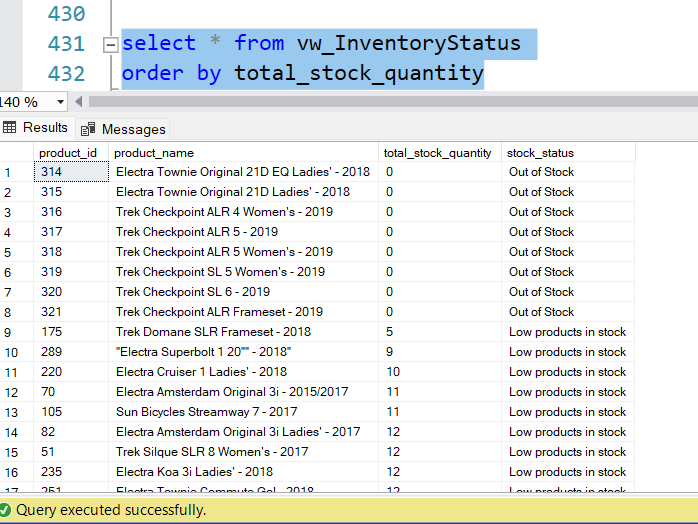 430
431 select * from vw_InventoryStatus
432 order by total_stock_quantity
140 %
Results Messages
product_id product_name total_stock_quantity stock_status
1 314 Electra Townie Original 21D EQ Ladies' - 2018 0 Out of Stock
2 315 Electra Townie Original 21D Ladies' - 2018 0 Out of Stock
3 316 Trek Checkpoint ALR 4 Women's - 2019 0 Out of Stock
4 317 Trek Checkpoint ALR 5 - 2019 0 Out of Stock
5 318 Trek Checkpoint ALR 5 Women's - 2019 0 Out of Stock
6 319 Trek Checkpoint SL 5 Women's - 2019 0 Out of Stock
7 320 Trek Checkpoint SL 6 - 2019 0 Out of Stock
8 321 Trek Checkpoint ALR Frameset - 2019 0 Out of Stock
9 175 Trek Domane SLR Frameset - 2018 5 Low products in stock
10 289 "Electra Superbolt 1 20"" - 2018" 9 Low products in stock
11 220 Electra Cruiser 1 Ladies' - 2018 10 Low products in stock
12 70 Electra Amsterdam Original 3i - 2015/2017 11 Low products in stock
13 105 Sun Bicycles Streamway 7 - 2017 11 Low products in stock
14 82 Electra Amsterdam Original 3i Ladies' - 2017 12 Low products in stock
15 51 Trek Silque SLR 8 Women's - 2017 12 Low products in stock
16 235 Electra Koa 3i Ladies' - 2018 12 Low products in stock
17 251 Electra Townie Commute Go! - 2018 12 Low products in stock
Query executed successfully.